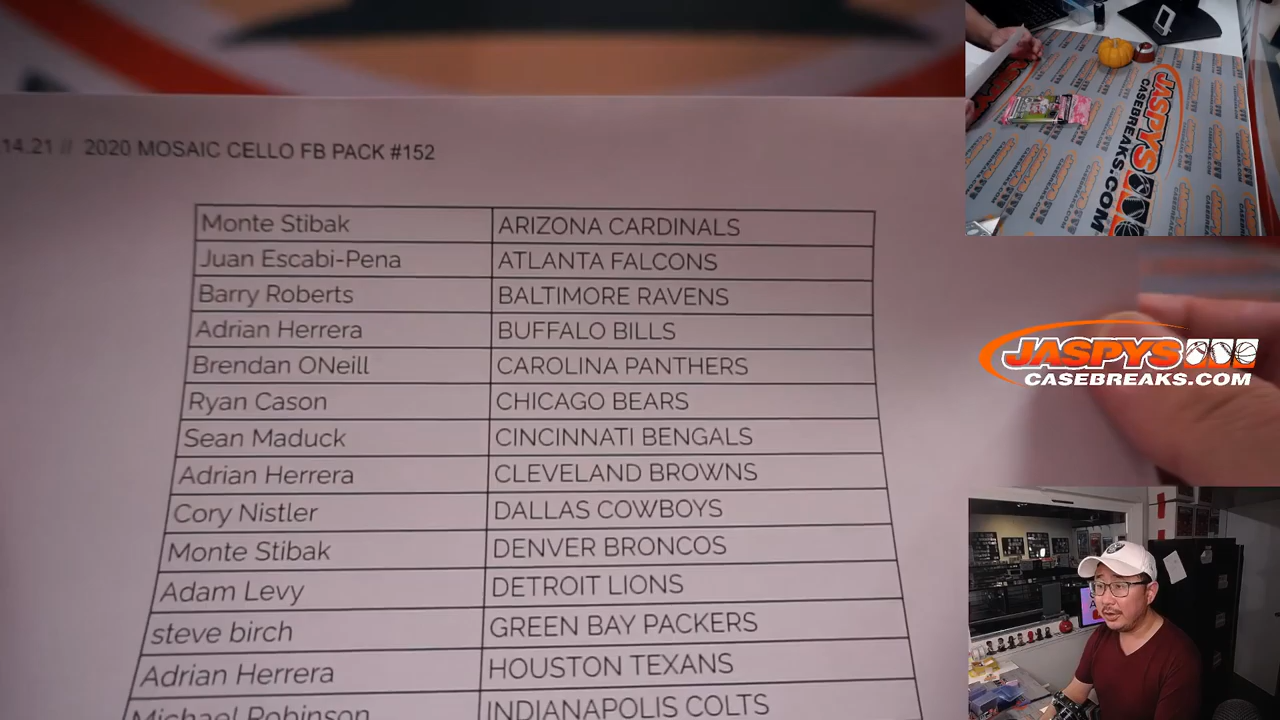 .14.21 // 2020 MOSAIC CELLO FB PACK #152
Monte Stibak ARIZONA CARDINALS
Juan Escabi-Pena ATLANTA FALCONS
Barry Roberts BALTIMORE RAVENS
Adrian Herrera BUFFALO BILLS
Brendan ONeill CAROLINA PANTHERS
Ryan Cason CHICAGO BEARS
Sean Maduck CINCINNATI BENGALS
Adrian Herrera CLEVELAND BROWNS
Cory Nistler DALLAS COWBOYS
Monte Stibak DENVER BRONCOS
Adam Levy DETROIT LIONS
steve birch GREEN BAY PACKERS
Adrian Herrera HOUSTON TEXANS
Michael Robinson INDIANAPOLIS COLTS
JASPYS
CASEBREAKS.COM
JASPYS
CASEBREAKS.COM